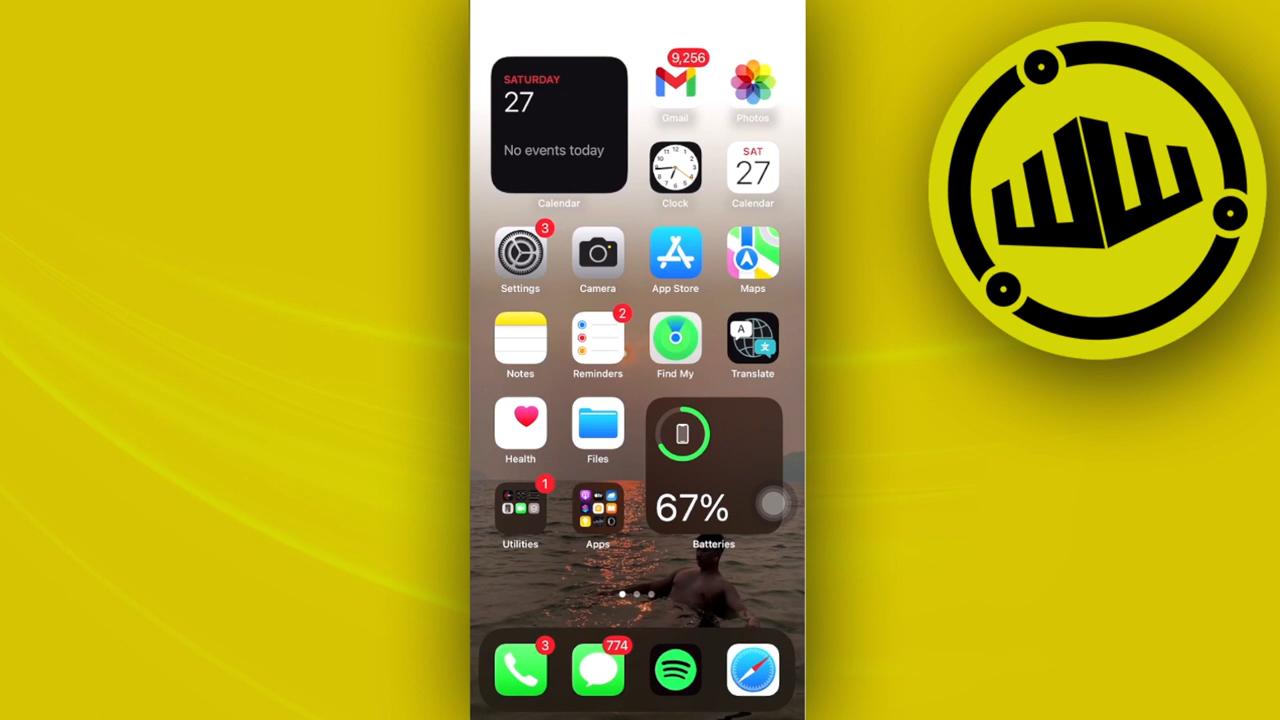 SATURDAY
27
No events today
Calendar
9,256
Gmail
Photos
Clock
SAT
27
Calendar
3
Settings
Camera
App Store
Maps
Notes
2
Reminders
Find My
A
文
Translate
Health
Files
67%
Batteries
1
Utilities
Apps
3
774